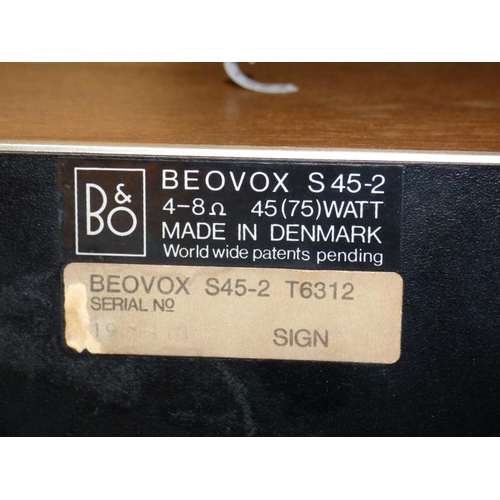 B&O
BEOVOX S45-2
4-8Ω 45(75)WATT
MADE IN DENMARK
World wide patents pending
BEOVOX S45-2 T6312
SERIAL Nº
SIGN